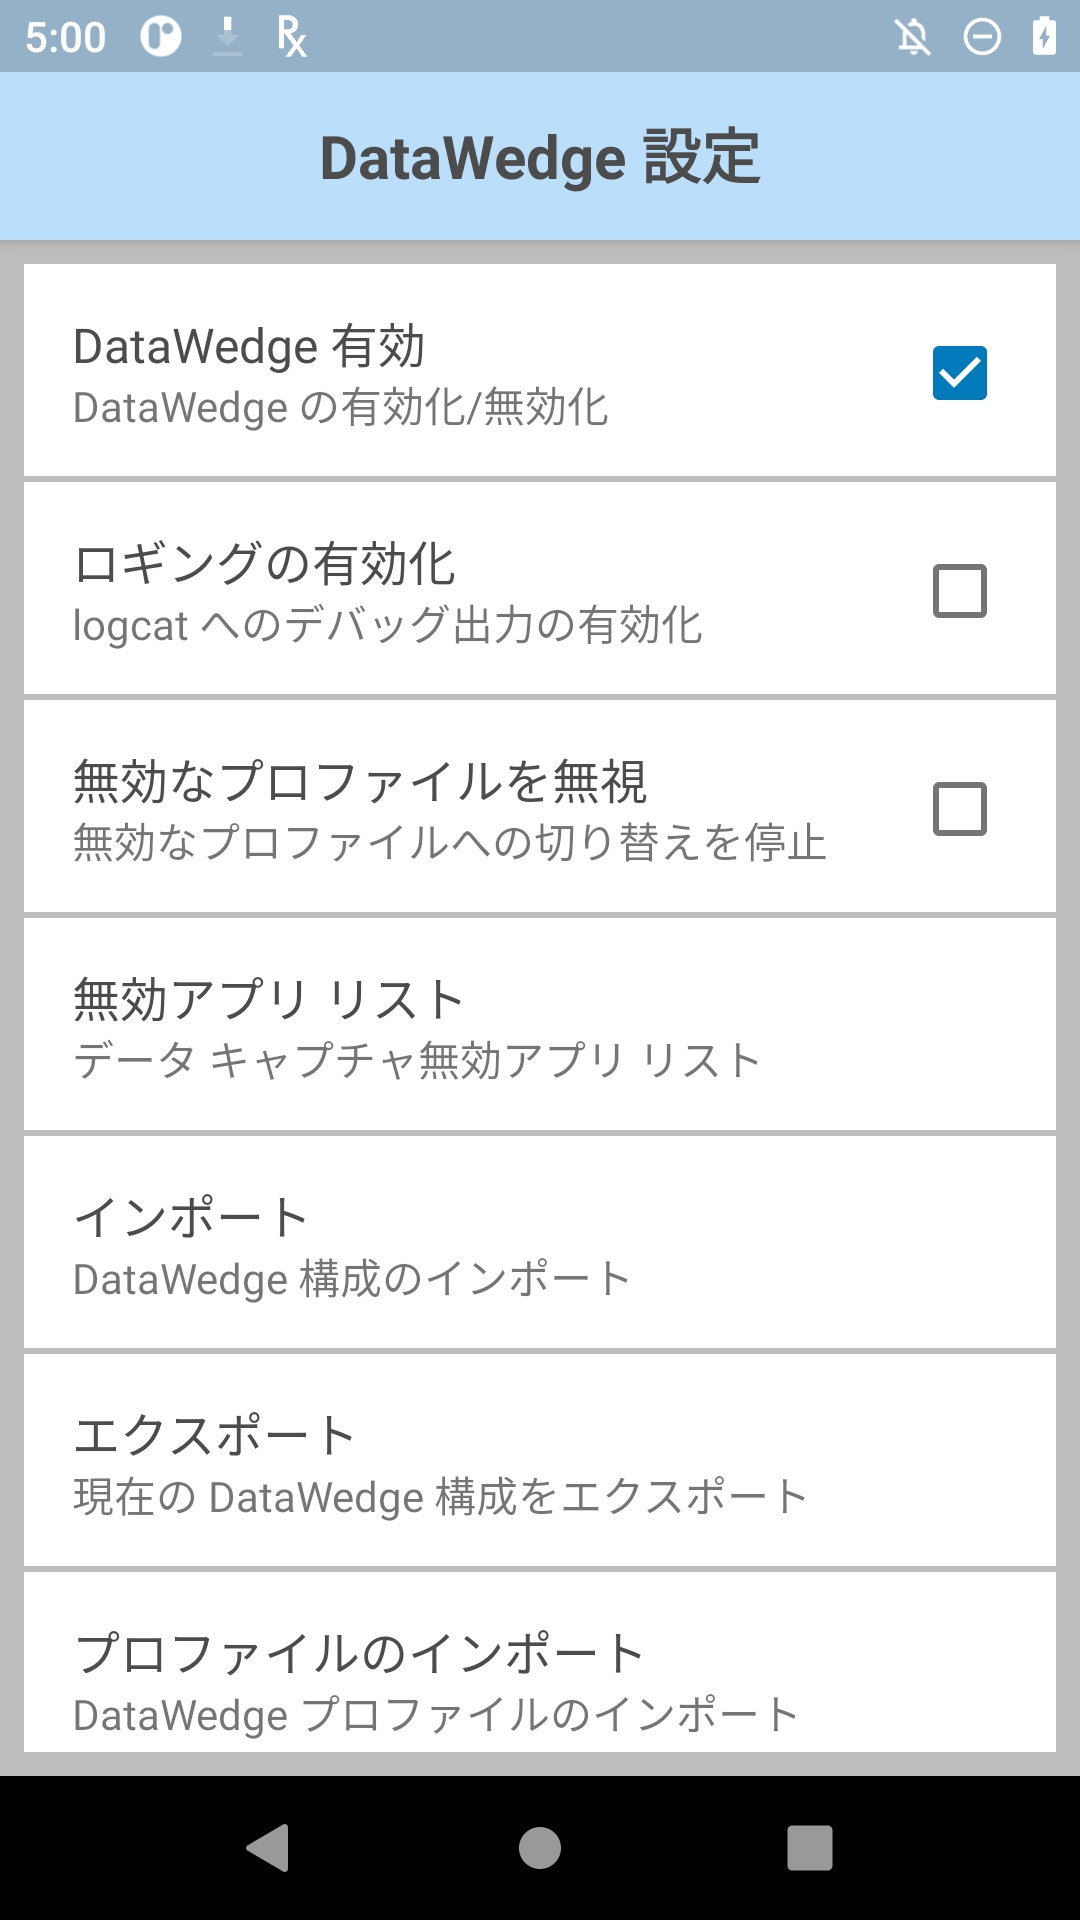 5:00
DataWedge 設定
DataWedge 有効
DataWedge の有効化/無効化
ロギングの有効化
logcat へのデバッグ出力の有効化
無効なプロファイルを無視
無効なプロファイルへの切り替えを停止
無効アプリ リスト
データ キャプチャ無効アプリ リスト
インポート
DataWedge 構成のインポート
エクスポート
現在の DataWedge 構成をエクスポート
プロファイルのインポート
DataWedge プロファイルのインポート